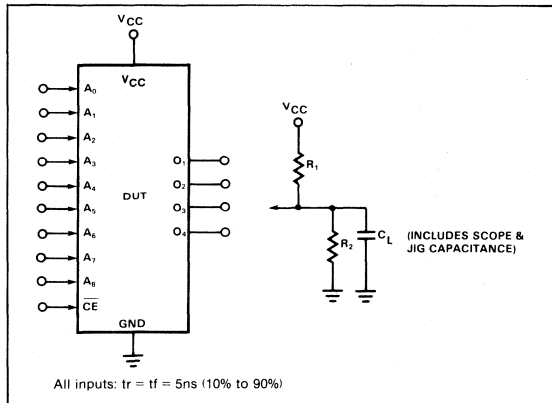 VCC
VCC
A0
A1
A2
A3
A4
A5
A6
A7
A8
CE
DUT
O1
O2
O3
O4
GND
VCC
R1
R2
CL
(INCLUDES SCOPE &
JIG CAPACITANCE)
All inputs: tr = tf = 5ns (10% to 90%)